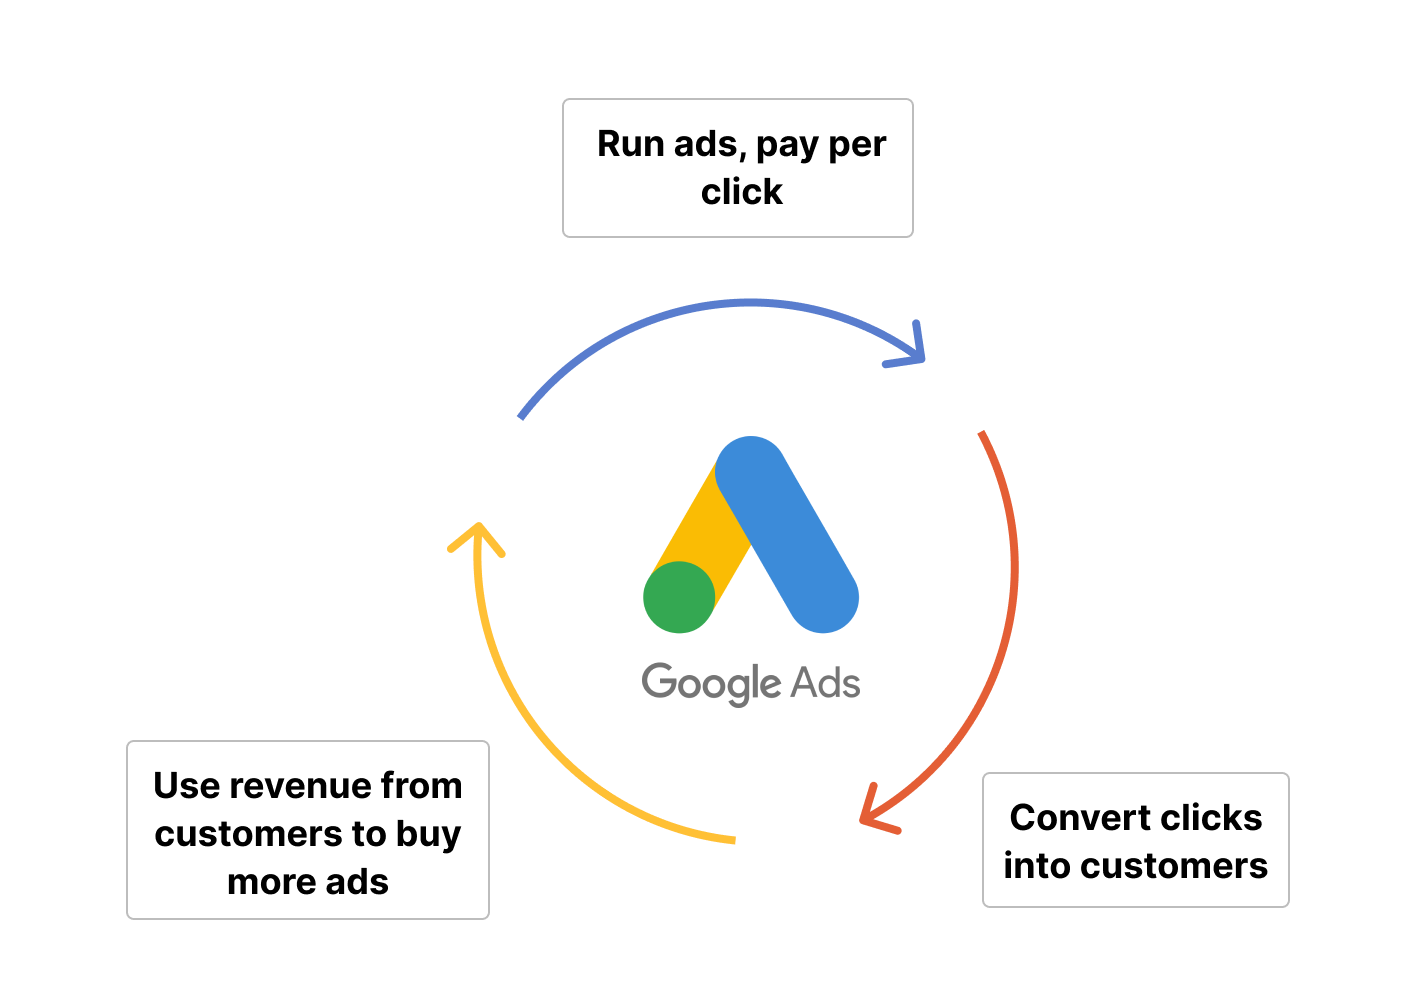 Run ads, pay per
click
Google Ads
Use revenue from
customers to buy
more ads
Convert clicks
into customers